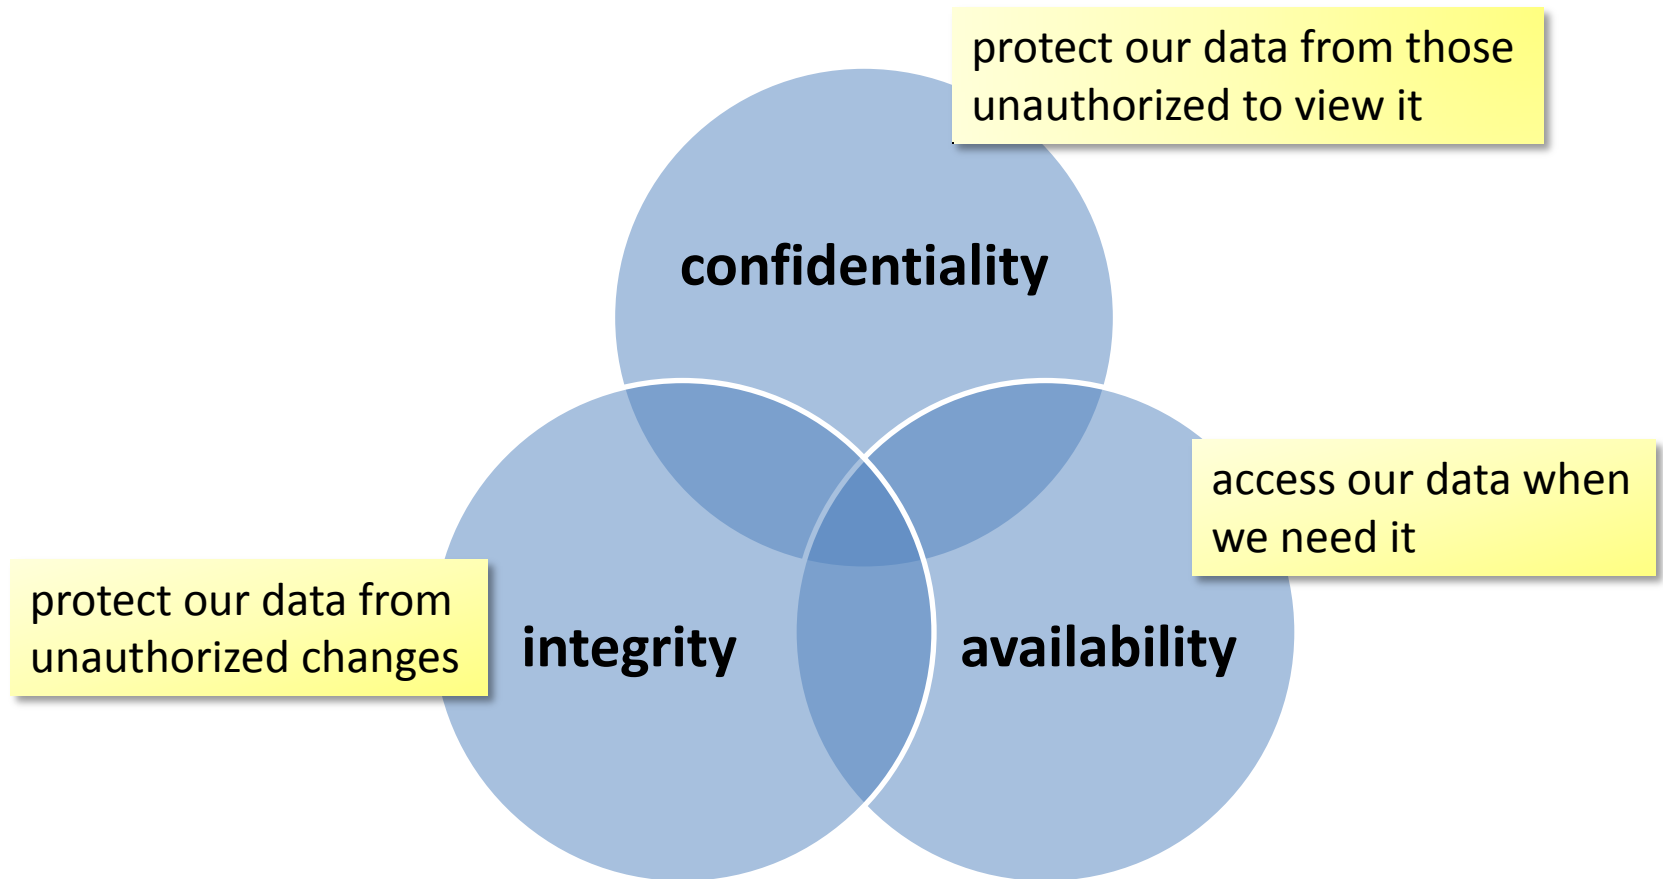 protect our data from those
unauthorized to view it
confidentiality
access our data when
we need it
protect our data from
unauthorized changes
integrity
availability